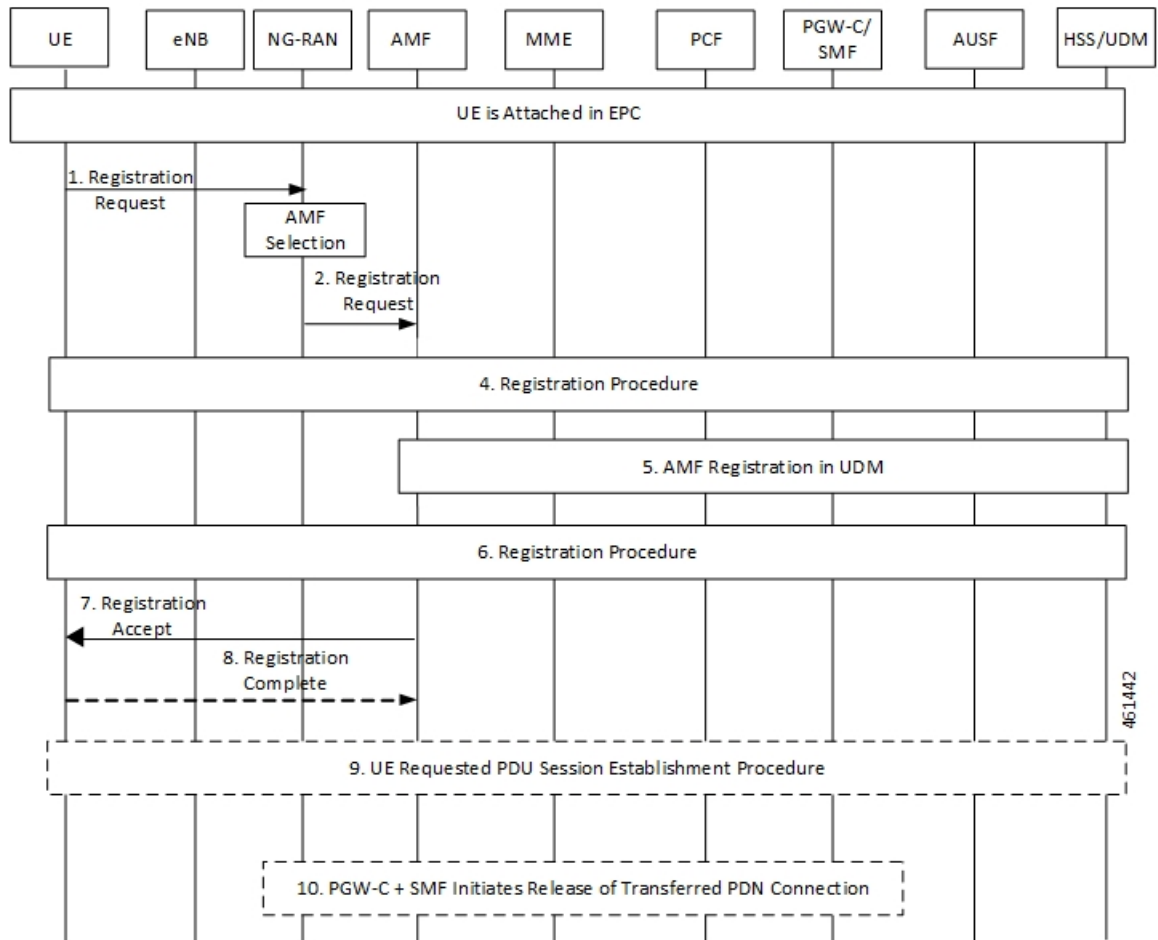 UE
eNB
NG-RAN
AMF
MME
PCF
PGW-C/
SMF
AUSF
HSS/UDM
UE is Attached in EPC
1. Registration
Request
AMF
Selection
2. Registration
Request
4. Registration Procedure
5. AMF Registration in UDM
6. Registration Procedure
7. Registration
Accept
8. Registration
Complete
461442
9. UE Requested PDU Session Establishment Procedure
10. PGW-C + SMF Initiates Release of Transferred PDN Connection